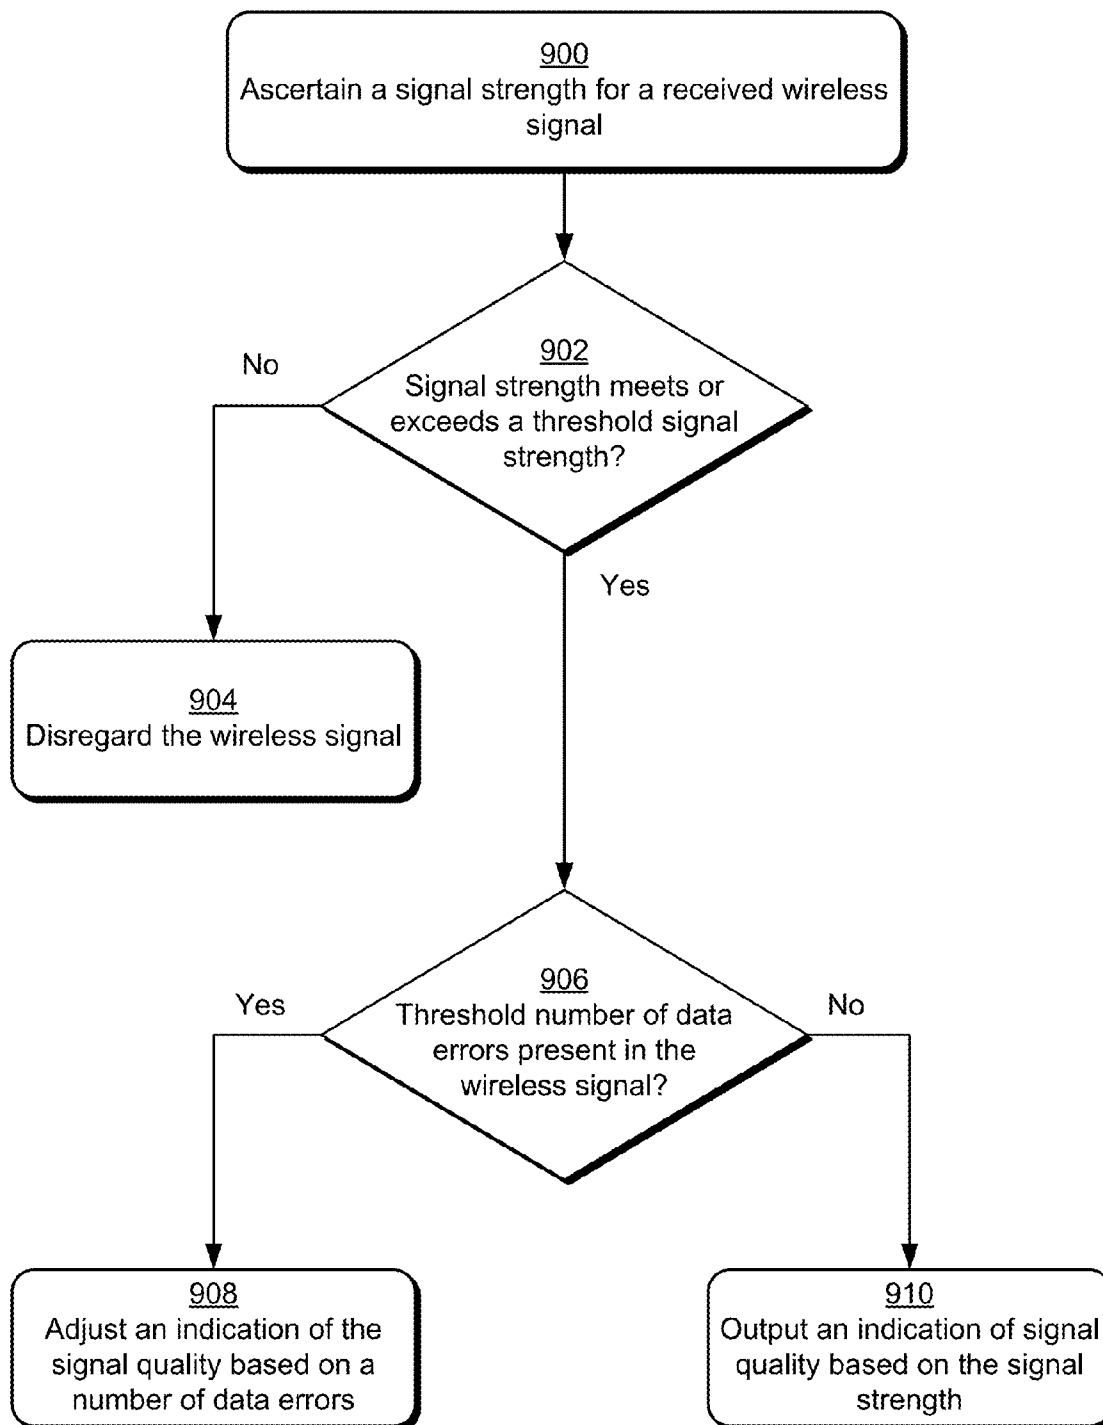 900
Ascertain a signal strength for a received wireless
signal
No
902
Signal strength meets or
exceeds a threshold signal
strength?
Yes
904
Disregard the wireless signal
Yes
906
Threshold number of data
errors present in the
wireless signal?
No
908
Adjust an indication of the
signal quality based on a
number of data errors
910
Output an indication of signal
quality based on the signal
strength